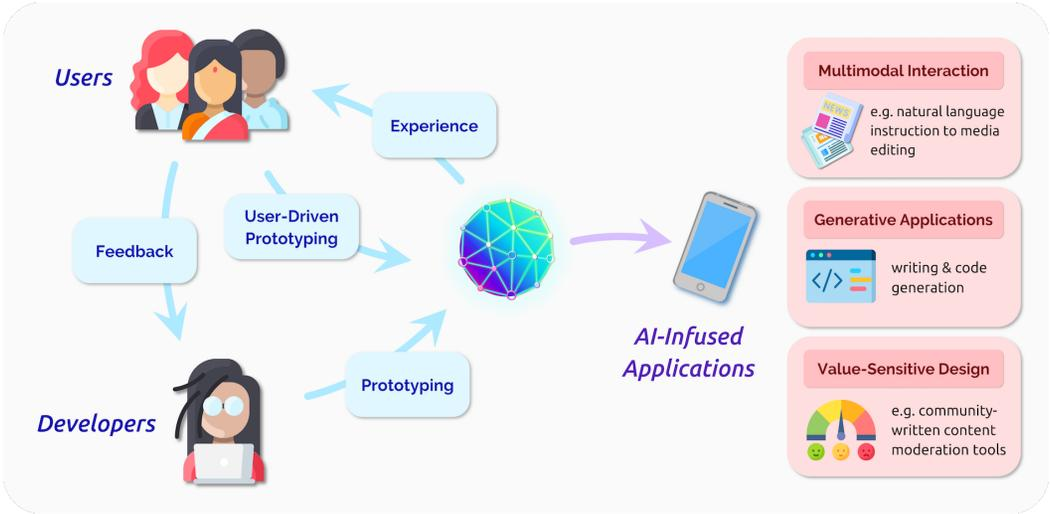 Users
Experience
User-Driven
Prototyping
Feedback
Prototyping
Developers
AI-Infused
Applications
Multimodal Interaction
NEWS
e.g. natural language
instruction to media
editing
Generative Applications
</>
writing & code
generation
Value-Sensitive Design
e.g. community-
written content
moderation tools